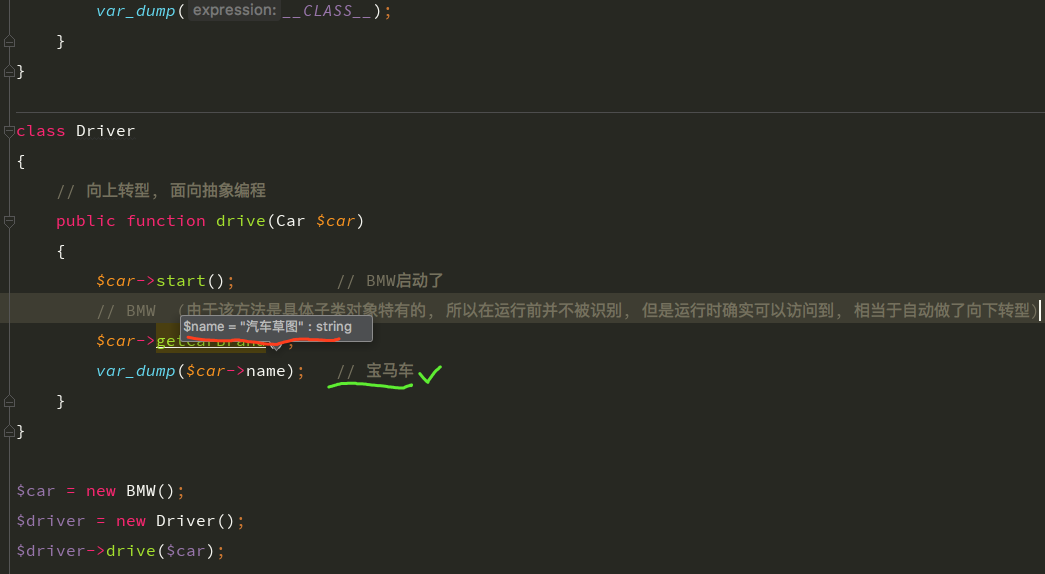 var_dump( expression: __CLASS__);
}
}
class Driver
{
// 向上转型, 面向抽象编程
public function drive(Car $car)
{
$car->start(); // BMW启动了
// BMW (由于该方法是具体子类对象特有的, 所以在运行前并不被识别, 但是运行时确实可以访问到, 相当于自动做了向下转型)
$name = "汽车草图" : string
$car->getCarBrand();
var_dump($car->name); // 宝马车
}
}
$car = new BMW();
$driver = new Driver();
$driver->drive($car);